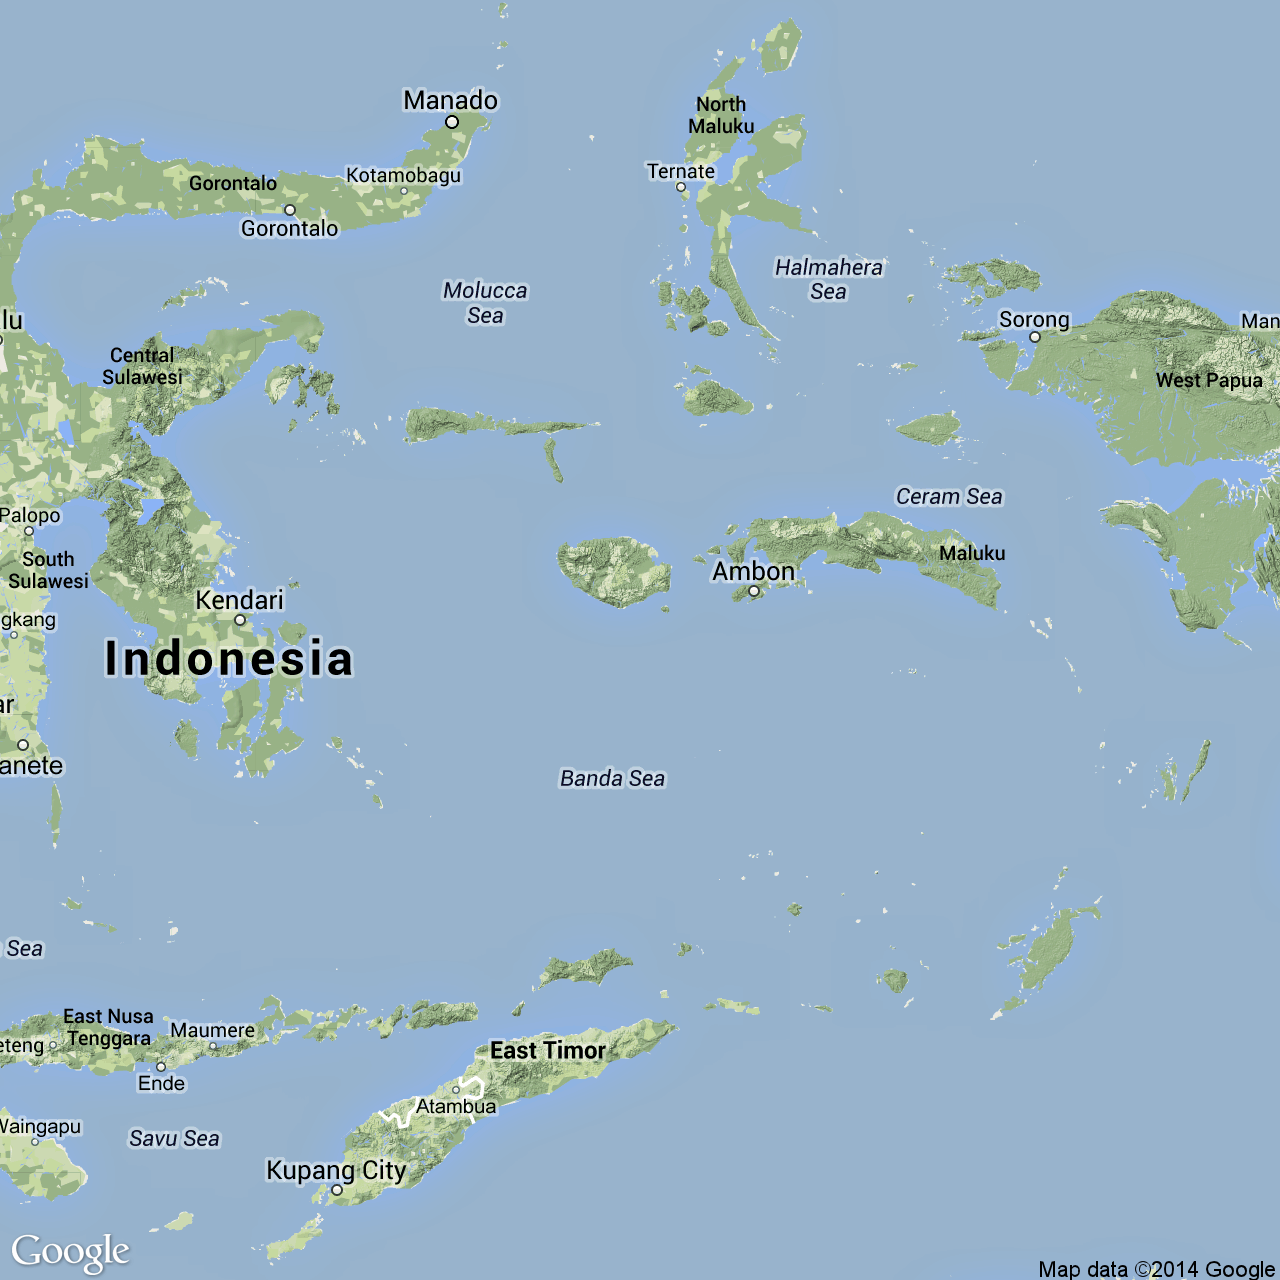 Manado
North
Maluku
Ternate
Kotamobagu
Gorontalo
Gorontalo
Halmahera
Sea
Molucca
Sea
lu
Sorong
Man
Central
Sulawesi
West Papua
Ceram Sea
Palopo
South
Sulawesi
Maluku
Ambon
Kendari
gkang
Indonesia
ar
anete
Banda Sea
Sea
East Nusa
Tenggara
Maumere
eteng
Ende
East Timor
Atambua
Waingapu
Savu Sea
Kupang City
Google
Map data ©2014 Google